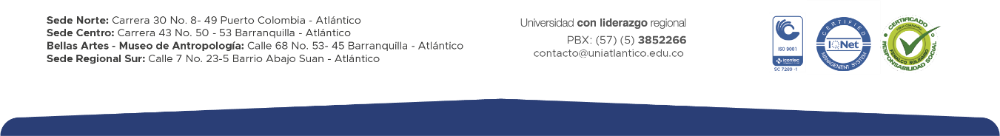 Sede Norte: Carrera 30 No. 8- 49 Puerto Colombia - Atlántico
Sede Centro: Carrera 43 No. 50 - 53 Barranquilla - Atlántico
Bellas Artes - Museo de Antropología: Calle 68 No. 53- 45 Barranquilla - Atlántico
Sede Regional Sur: Calle 7 No. 23-5 Barrio Abajo Suan - Atlántico
Universidad con liderazgo regional
PBX: (57) (5) 3852266
contacto@uniatlantico.edu.co
ISO 9001
icontec
SC 7289 -1
CERTIFIED
IQNet
MANAGEMENT SYSTEM
CERTIFICADO
FENALCO SOLIDARIO
RESPONSABILIDAD SOCIAL